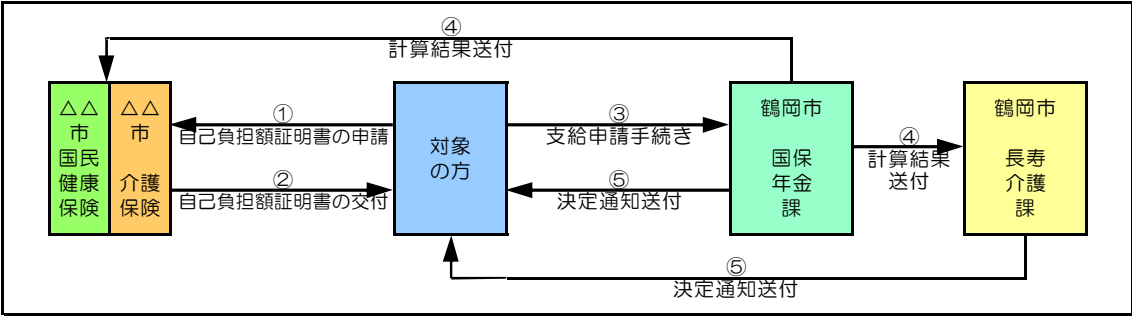 ④
計算結果送付
△△
市
国民
健康
保険
△△
市
介護
保険
①
自己負担額証明書の申請
②
自己負担額証明書の交付
対象
の方
③
支給申請手続き
⑤
決定通知送付
鶴岡市
国保
年金
課
④
計算結果
送付
鶴岡市
長寿
介護
課
⑤
決定通知送付